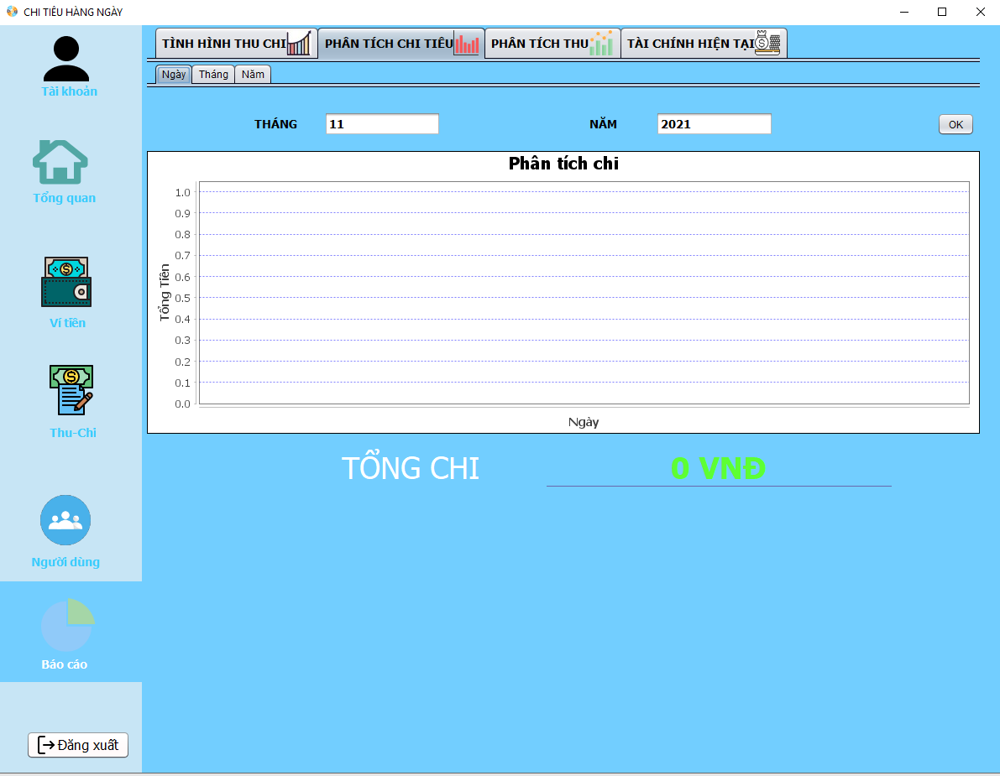 CHI TIÊU HÀNG NGÀY
Tài khoản
Tổng quan
Ví tiền
Thu-Chi
Người dùng
Báo cáo
Đăng xuất
TÌNH HÌNH THU CHI PHÂN TÍCH CHI TIÊU PHÂN TÍCH THU TÀI CHÍNH HIỆN TẠI
Ngày Tháng Năm
THÁNG 11 NĂM 2021 OK
Phân tích chi
Tổng Tiền
1.0
0.9
0.8
0.7
0.6
0.5
0.4
0.3
0.2
0.1
0.0
Ngày
TỔNG CHI 0 VNĐ